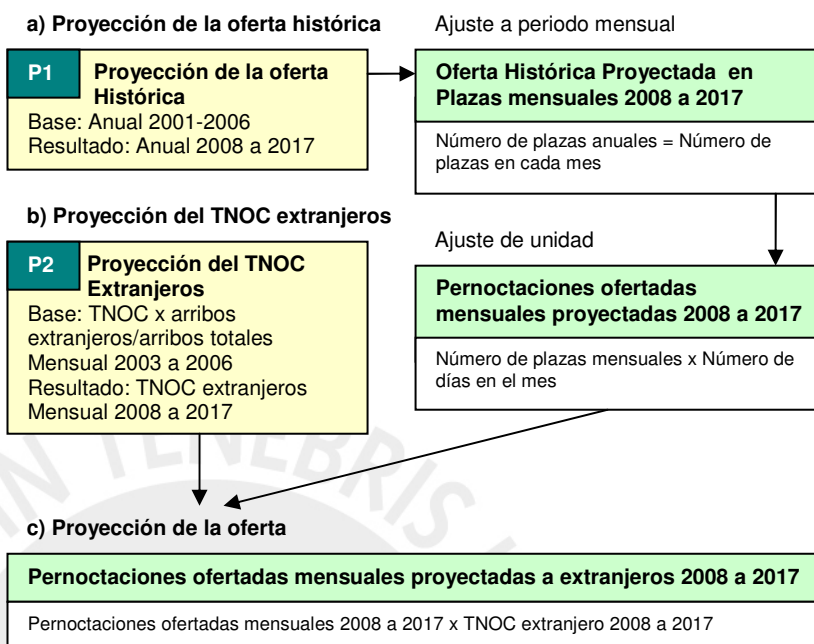 a) Proyección de la oferta histórica
Ajuste a periodo mensual
P1
Proyección de la oferta
Histórica
Base: Anual 2001-2006
Resultado: Anual 2008 a 2017
Oferta Histórica Proyectada en
Plazas mensuales 2008 a 2017
Número de plazas anuales = Número de
plazas en cada mes
b) Proyección del TNOC extranjeros
Ajuste de unidad
P2
Proyección del TNOC
Extranjeros
Base: TNOC x arribos
extranjeros/arribos totales
Mensual 2003 a 2006
Resultado: TNOC extranjeros
Mensual 2008 a 2017
Pernoctaciones ofertadas
mensuales proyectadas 2008 a 2017
Número de plazas mensuales x Número de
días en el mes
IN TENEBRIS
c) Proyección de la oferta
Pernoctaciones ofertadas mensuales proyectadas a extranjeros 2008 a 2017
Pernoctaciones ofertadas mensuales 2008 a 2017 x TNOC extranjero 2008 a 2017